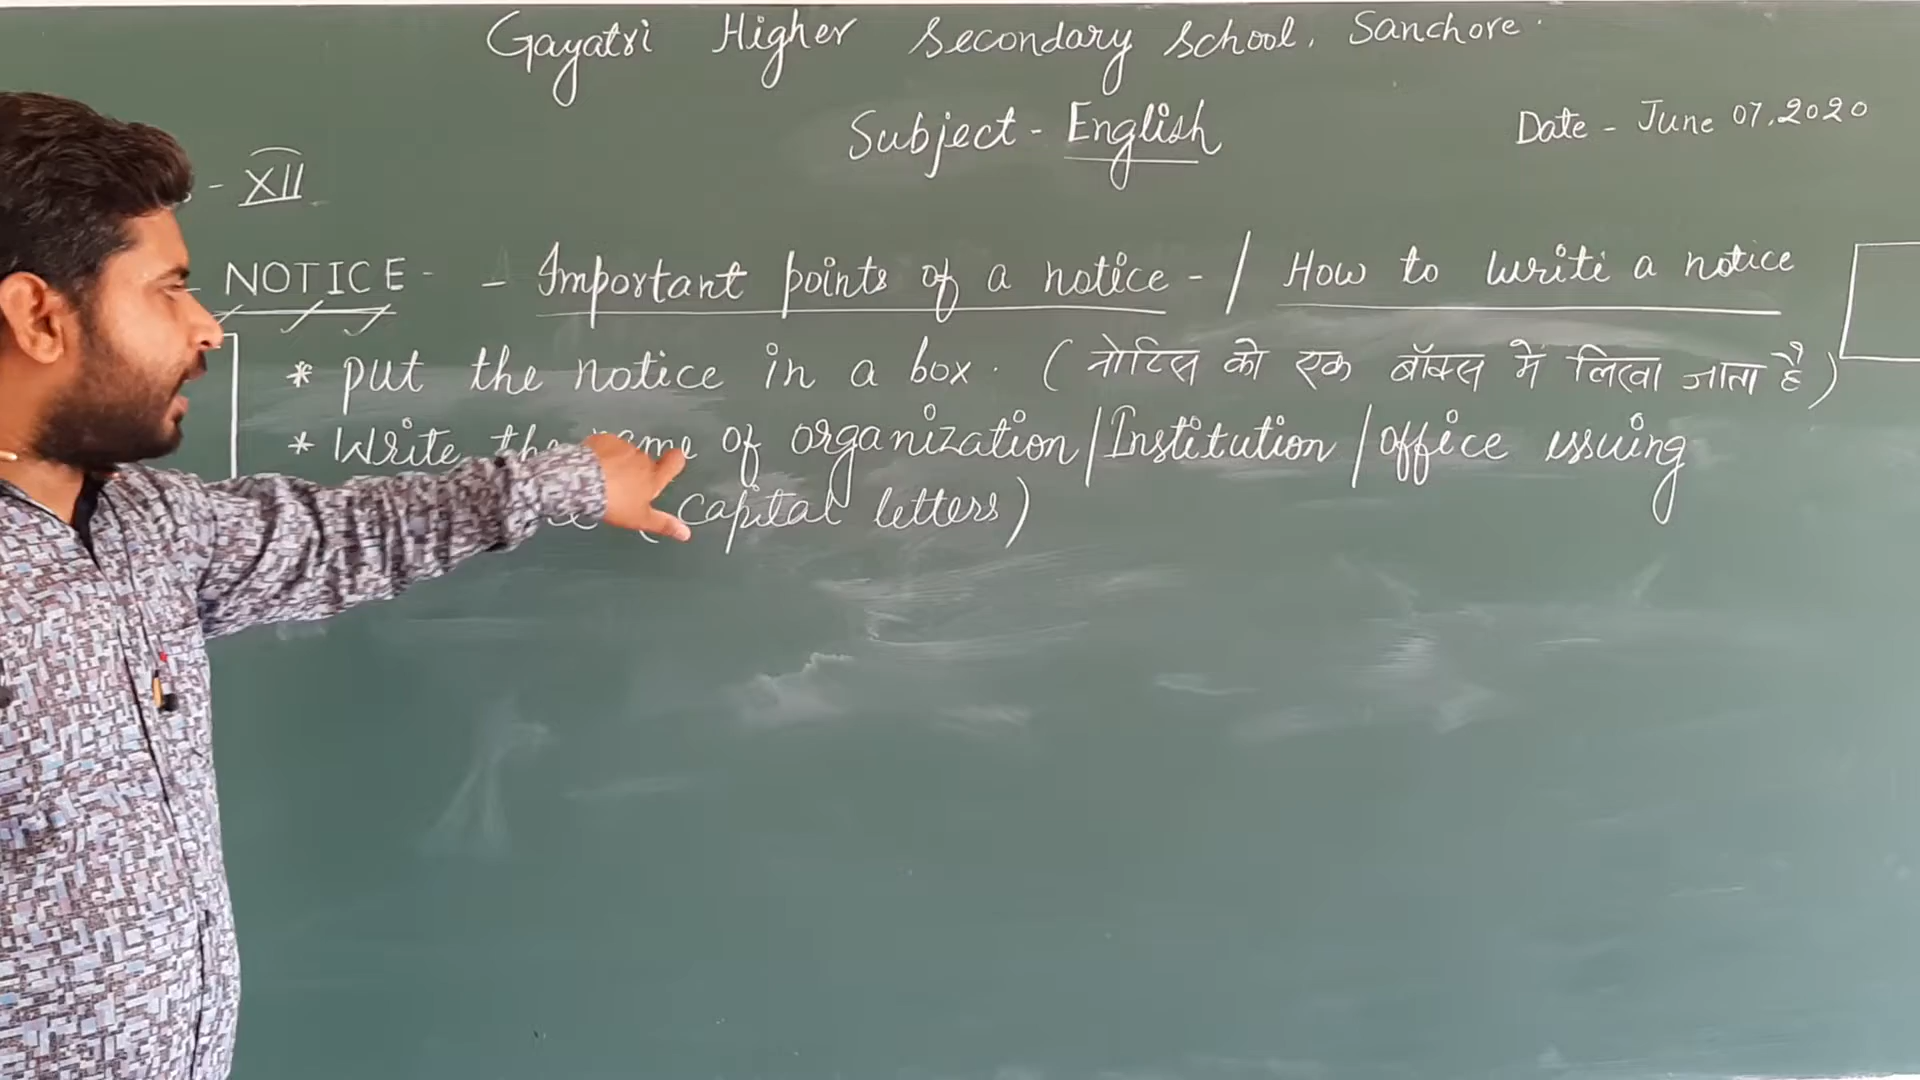 Gayatri Higher Secondary School, Sanchore.
Subject - English
Date - June 07, 2020
- XII
- NOTICE - - Important points of a notice - / How to write a notice
* Put the notice in a box. (नोटिस को एक बॉक्स में लिखा जाता है)
* Write the name of organization/Institution/office issuing
(Capital letters)